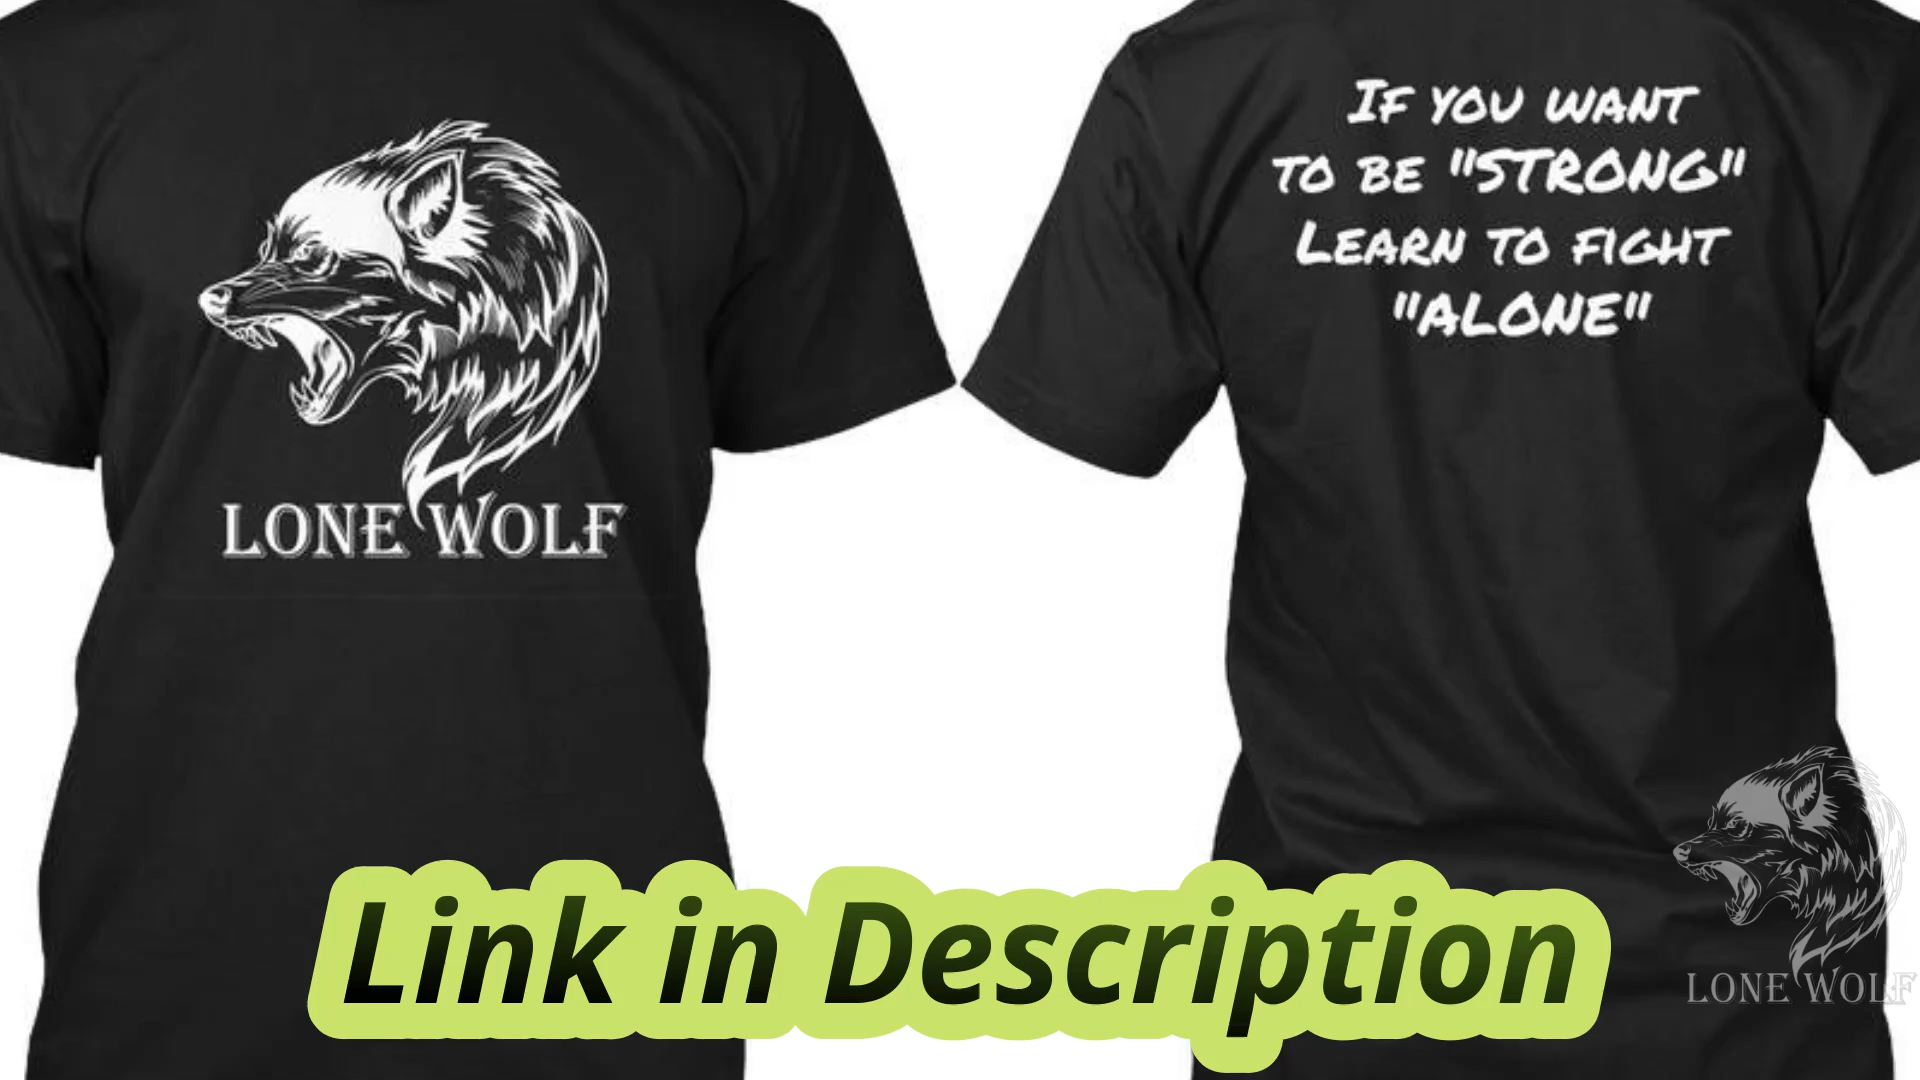 LONE WOLF
If you want
to be "STRONG"
Learn to fight
"ALONE"
Link in Description
LONE WOLF